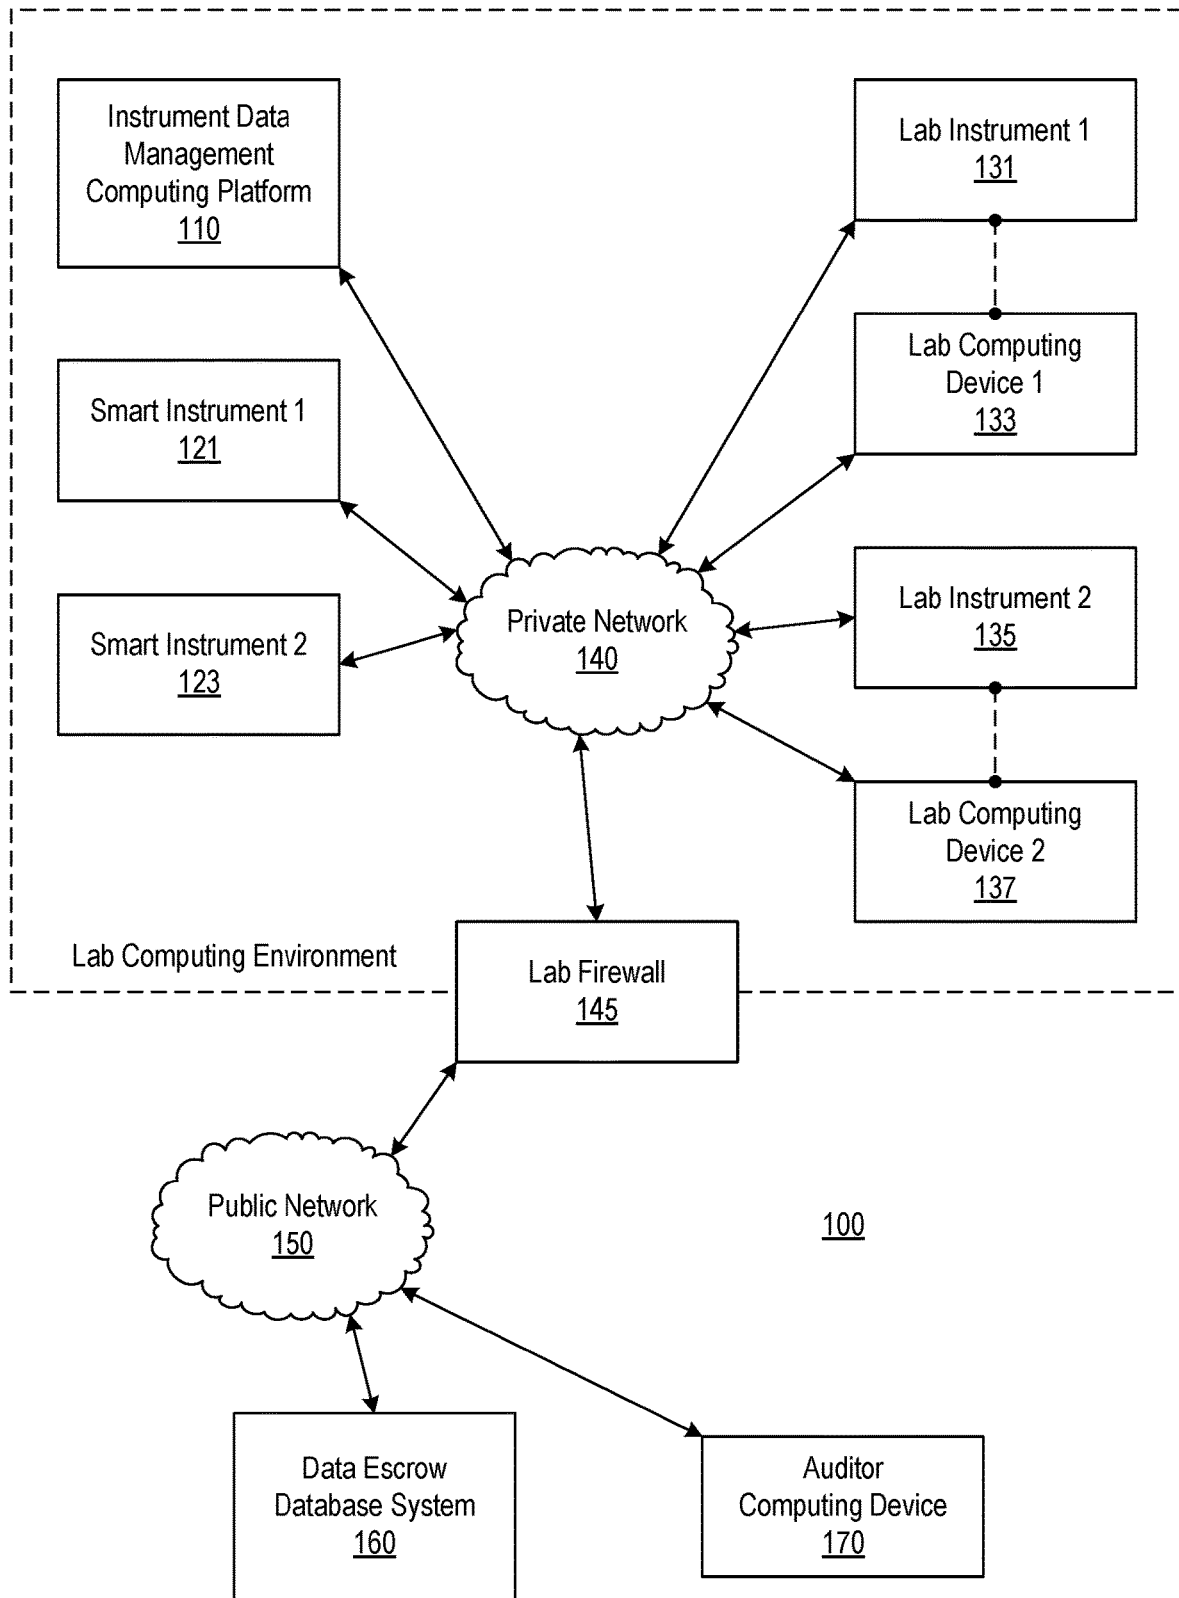 Instrument Data
Management
Computing Platform
110
Lab Instrument 1
131
Smart Instrument 1
121
Lab Computing
Device 1
133
Smart Instrument 2
123
Private Network
140
Lab Instrument 2
135
Lab Computing
Device 2
137
Lab Computing Environment
Lab Firewall
145
Public Network
150
100
Data Escrow
Database System
160
Auditor
Computing Device
170